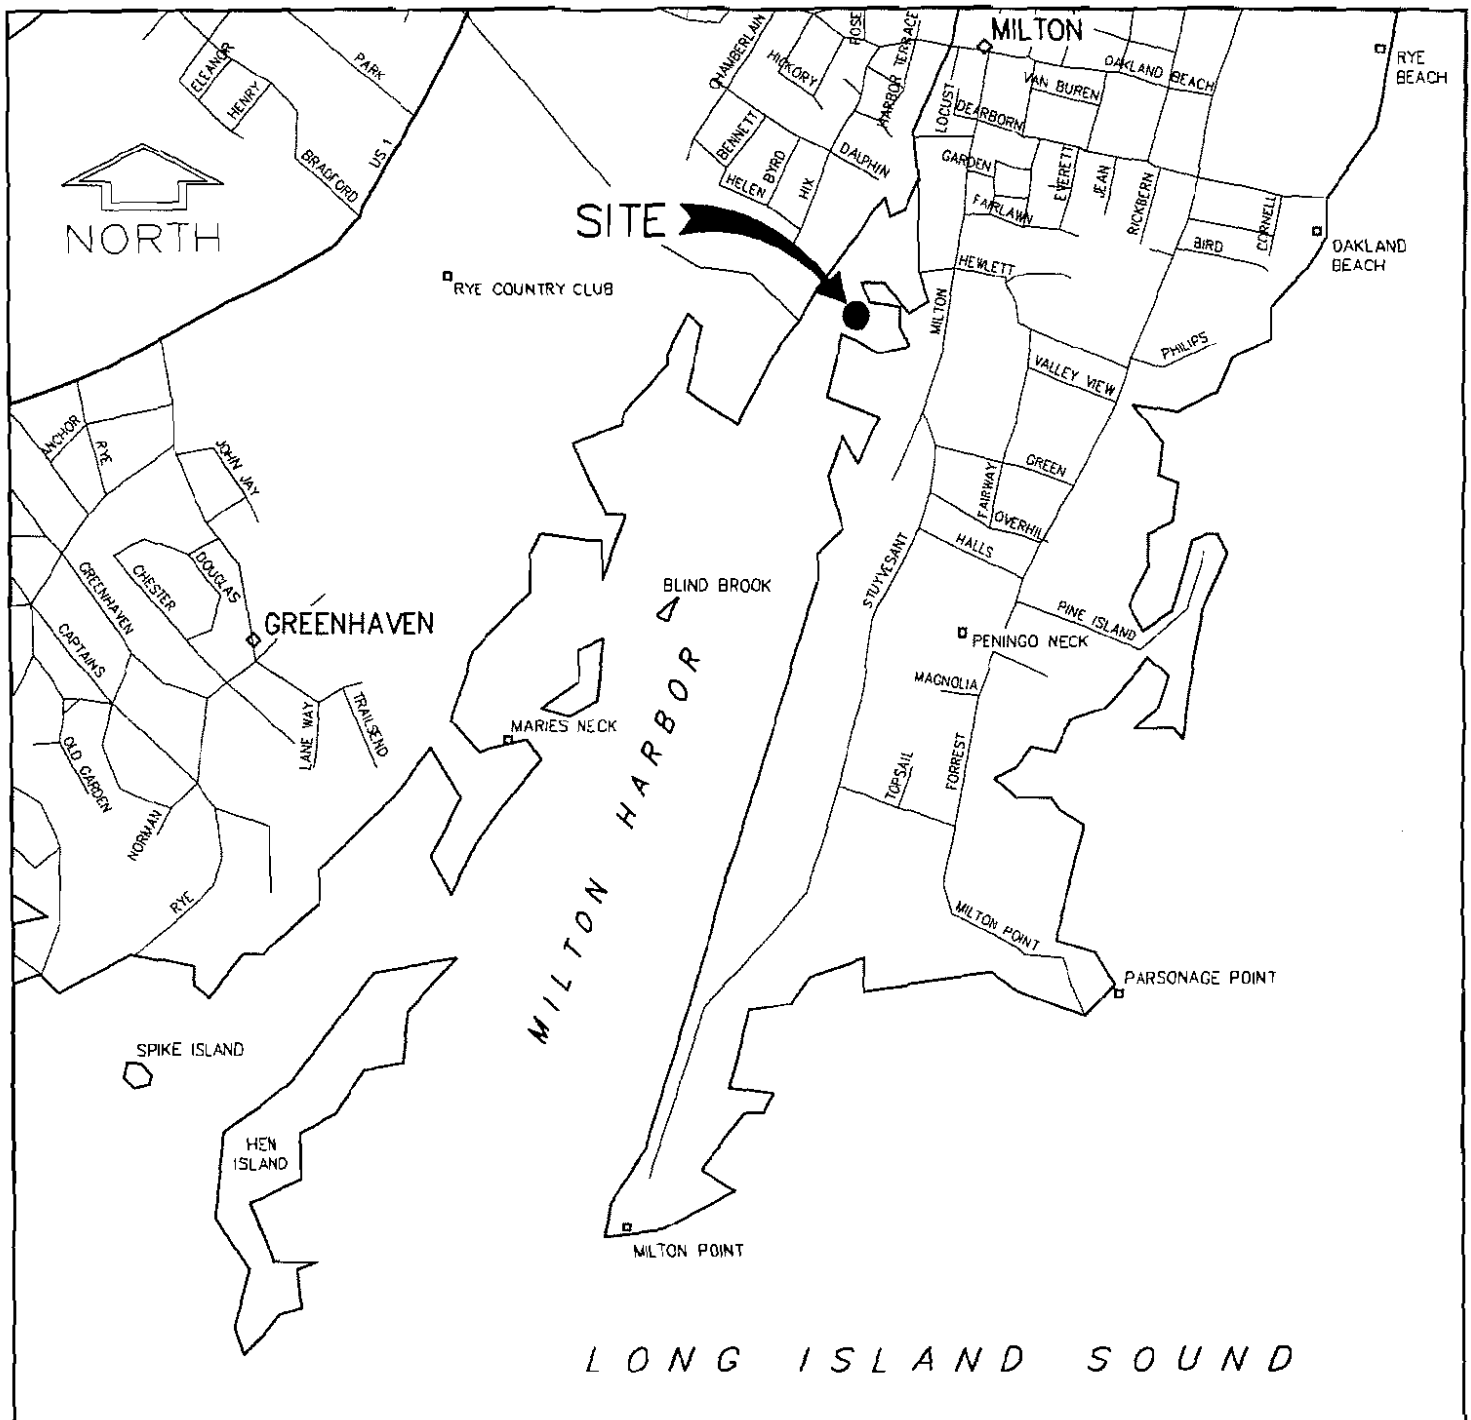 CHAMBERLAIN
ROSE
MILTON
RYE
BEACH
ELEANOR
PARK
HICKORY
HARBOR TERRACE
OAKLAND BEACH
VAN BUREN
HENRY
LOCUST
DEARBORN
US 1
BRADFORD
BENNETT
BYRD
HELEN
HIX
DALPHIN
GARDEN
EVERETT
JEAN
RICKBERN
CORNELL
FAIRLAWN
NORTH
SITE
BIRD
OAKLAND
BEACH
HEWLETT
RYE COUNTRY CLUB
MILTON
PHILIPS
VALLEY VIEW
ANCHOR
RYE
JOHN JAY
GREEN
FAIRWAY
OVERHIL
HALLS
STUYVESANT
GREENHAVEN
CHESTER
DOUGLAS
BLIND BROOK
PINE ISLAND
GREENHAVEN
CAPTAINS
PENINGO NECK
MAGNOLIA
LANE WAY
TRAILSEND
MARIES NECK
OLD GARDEN
TOPSAIL
FORREST
NORMAN
MILTON HARBOR
RYE
MILTON POINT
PARSONAGE POINT
SPIKE ISLAND
HEN
ISLAND
MILTON POINT
LONG ISLAND SOUND